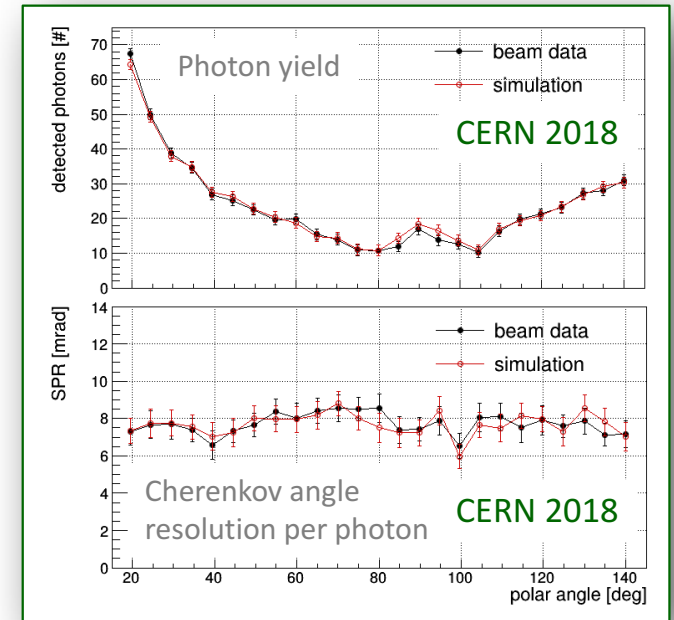 detected photons [#]
70
60
50
40
30
20
10
0
Photon yield
beam data
simulation
CERN 2018
SPR [mrad]
14
12
10
8
6
4
2
0
beam data
simulation
Cherenkov angle
resolution per photon
CERN 2018
20 40 60 80 100 120 140
polar angle [deg]